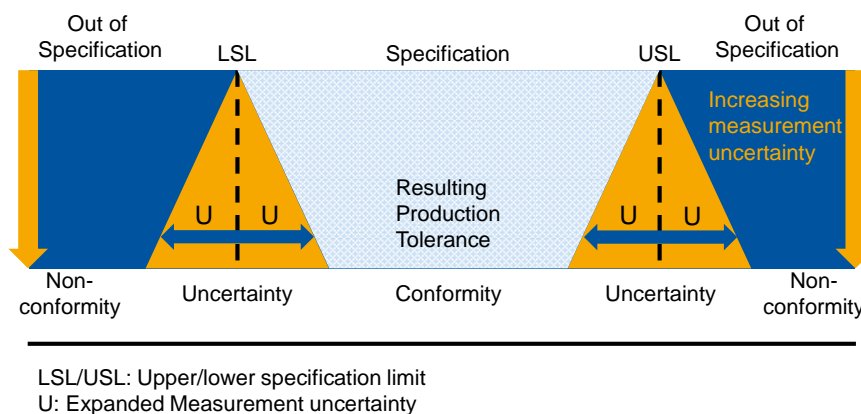 Out of
Specification
LSL
Specification
USL
Out of
Specification
Increasing
measurement
uncertainty
Resulting
Production
Tolerance
U
U
U
U
Non-
conformity
Uncertainty
Conformity
Uncertainty
Non-
conformity
LSL/USL: Upper/lower specification limit
U: Expanded Measurement uncertainty